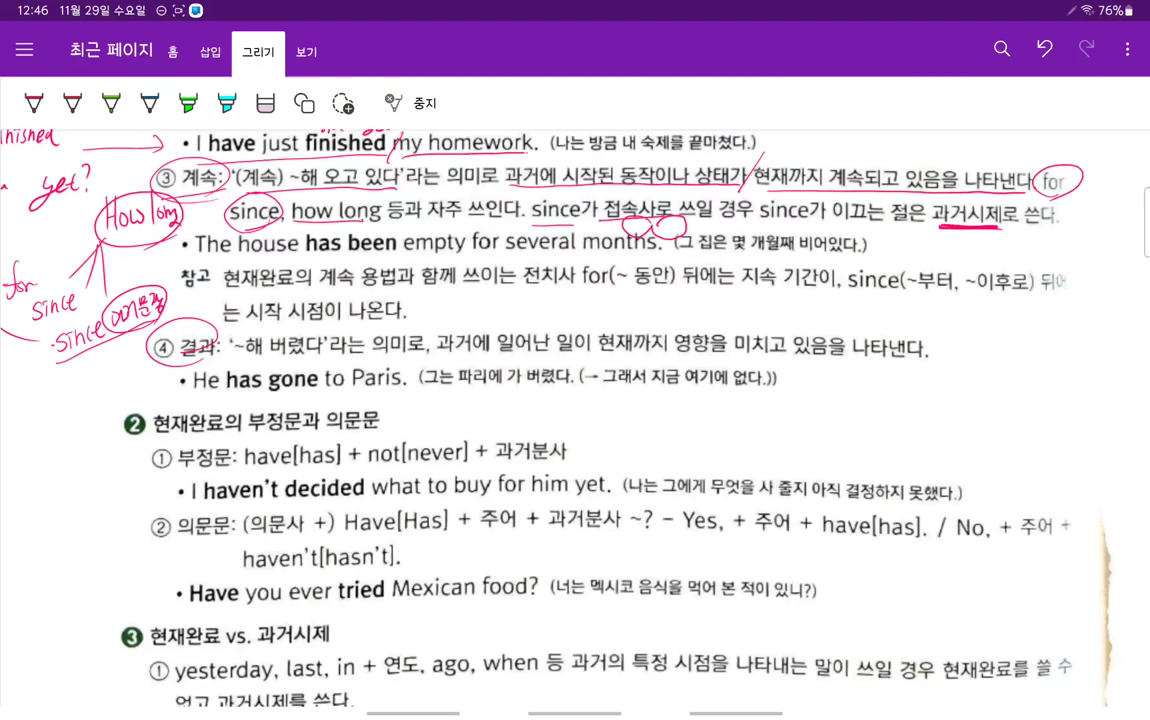 12:46 11월 29일 수요일 76%
최근 페이지 홈 삽입 그리기 보기
중지
finished
• I have just finished my homework. (나는 방금 내 숙제를 끝마쳤다.)
yet?
③ 계속: ‘(계속) ~해 오고 있다’라는 의미로 과거에 시작된 동작이나 상태가 현재까지 계속되고 있음을 나타낸다 for
How long
since, how long 등과 자주 쓰인다. since가 접속사로 쓰일 경우 since가 이끄는 절은 과거시제로 쓴다.
• The house has been empty for several months. (그 집은 몇 개월째 비어있다.)
for
since
참고 현재완료의 계속 용법과 함께 쓰이는 전치사 for(~ 동안) 뒤에는 지속 기간이, since(~부터, ~이후로) 뒤에
는 시작 시점이 나온다.
since
④ 결과: ‘~해 버렸다’라는 의미로, 과거에 일어난 일이 현재까지 영향을 미치고 있음을 나타낸다.
• He has gone to Paris. (그는 파리에 가 버렸다. (→ 그래서 지금 여기에 없다.))
2 현재완료의 부정문과 의문문
① 부정문: have[has] + not[never] + 과거분사
• I haven’t decided what to buy for him yet. (나는 그에게 무엇을 사 줄지 아직 결정하지 못했다.)
② 의문문: (의문사 +) Have[Has] + 주어 + 과거분사 ~? – Yes, + 주어 + have[has]. / No, + 주어 +
haven’t[hasn’t].
• Have you ever tried Mexican food? (너는 멕시코 음식을 먹어 본 적이 있니?)
3 현재완료 vs. 과거시제
① yesterday, last, in + 연도, ago, when 등 과거의 특정 시점을 나타내는 말이 쓰일 경우 현재완료를 쓸 수
없고 과거시제를 쓴다.